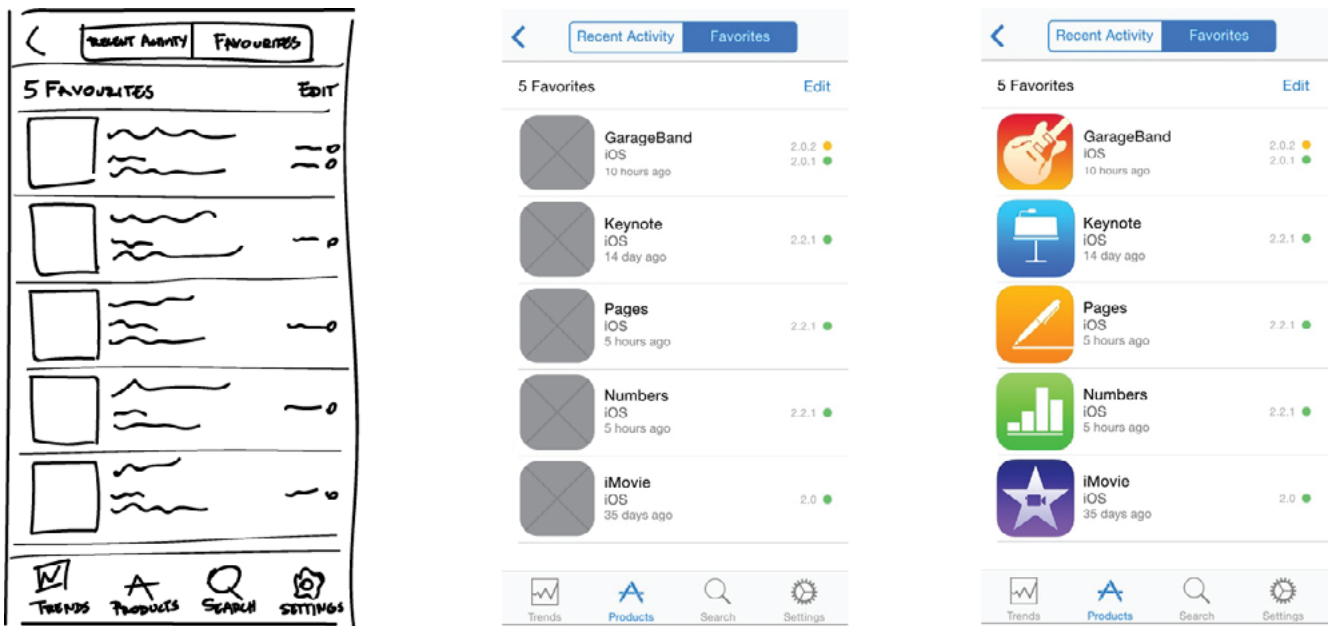 RECENT ACTIVITY FAVOURITES
5 FAVOURITES EDIT
TRENDS PRODUCTS SEARCH SETTINGS
Recent Activity Favorites
5 Favorites Edit
GarageBand
iOS 2.0.2
10 hours ago 2.0.1
Keynote
iOS 2.2.1
14 day ago
Pages
iOS 2.2.1
5 hours ago
Numbers
iOS 2.2.1
5 hours ago
iMovie
iOS 2.0
35 days ago
Trends Products Search Settings
Recent Activity Favorites
5 Favorites Edit
GarageBand
iOS 2.0.2
10 hours ago 2.0.1
Keynote
iOS 2.2.1
14 day ago
Pages
iOS 2.2.1
5 hours ago
Numbers
iOS 2.2.1
5 hours ago
iMovie
iOS 2.0
35 days ago
Trends Products Search Settings